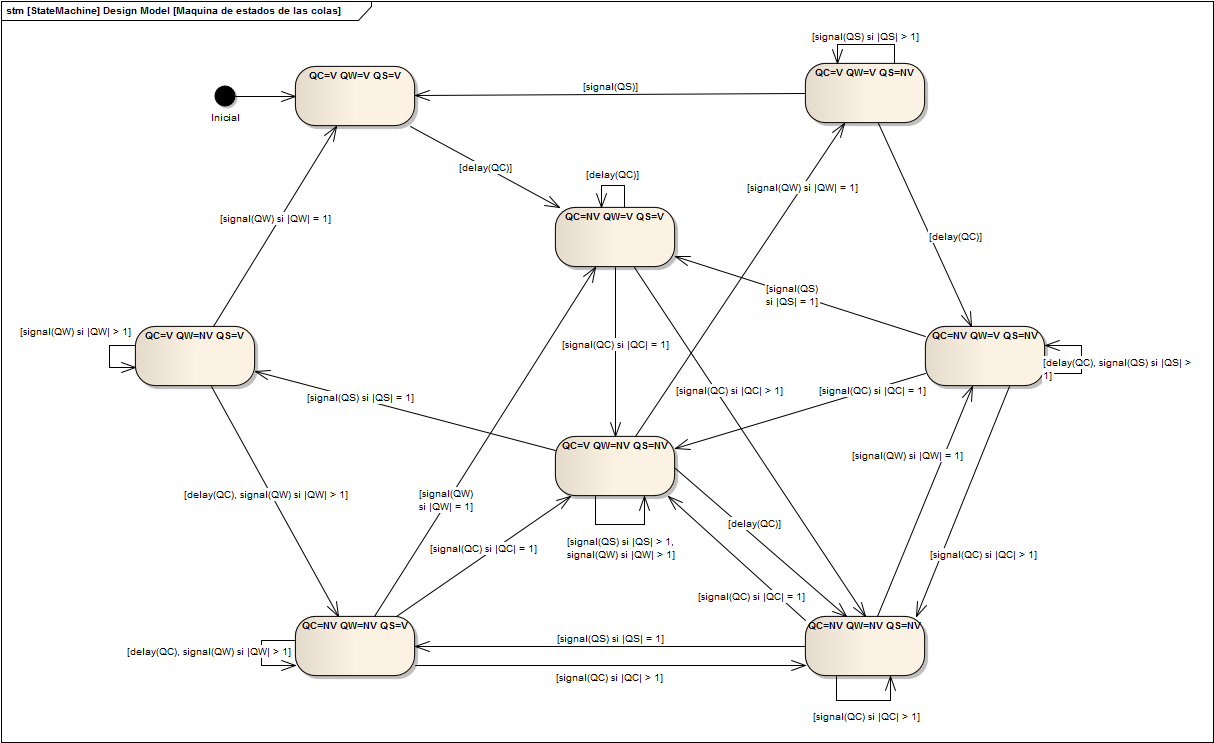 stm [StateMachine] Design Model [Maquina de estados de las colas]
[signal(QS) si |QS| > 1]
QC=V QW=V QS=V
QC=V QW=V QS=NV
[signal(QS)]
Inicial
[delay(QC)]
[delay(QC)]
[signal(QW) si |QW| = 1]
[signal(QW) si |QW| = 1]
QC=NV QW=V QS=V
[delay(QC)]
[signal(QS)
si |QS| = 1]
[signal(QW) si |QW| > 1]
QC=V QW=NV QS=V
QC=NV QW=V QS=NV
[signal(QC) si |QC| = 1]
[delay(QC), signal(QS) si |QS| >
1]
[signal(QS) si |QS| = 1]
[signal(QC) si |QC| > 1]
[signal(QC) si |QC| = 1]
QC=V QW=NV QS=NV
[signal(QW) si |QW| = 1]
[delay(QC), signal(QW) si |QW| > 1]
[signal(QW)
si |QW| = 1]
[delay(QC)]
[signal(QC) si |QC| = 1]
[signal(QS) si |QS| > 1,
signal(QW) si |QW| > 1]
[signal(QC) si |QC| > 1]
[signal(QC) si |QC| = 1]
QC=NV QW=NV QS=V
QC=NV QW=NV QS=NV
[signal(QS) si |QS| = 1]
[delay(QC), signal(QW) si |QW| > 1]
[signal(QC) si |QC| > 1]
[signal(QC) si |QC| > 1]